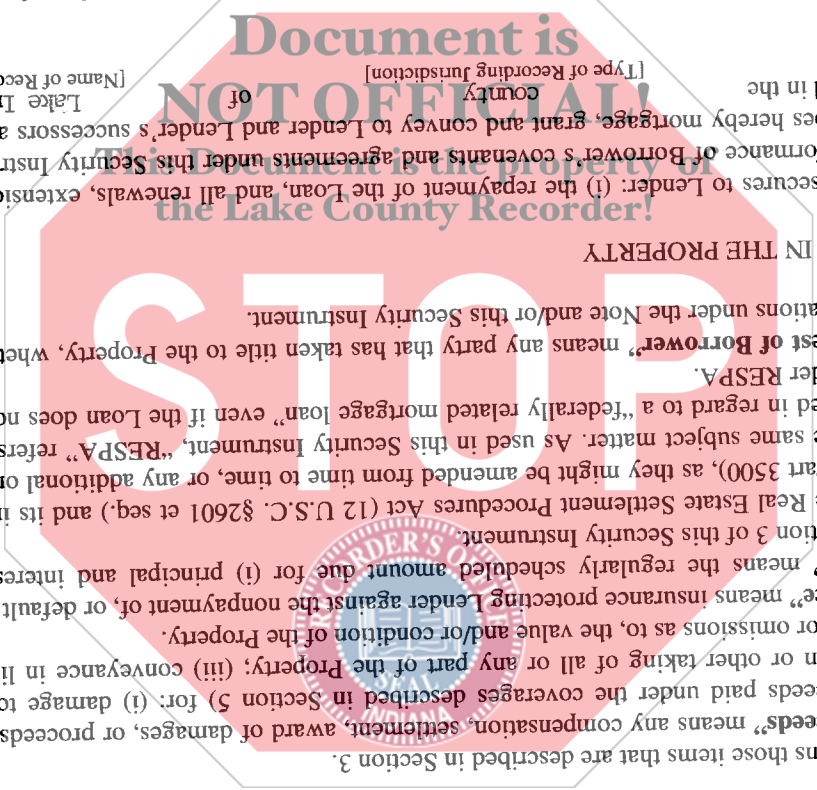 Document is
NOT OFFICIAL!
This Document is the property of
the Lake County Recorder!
STOP
RECORDER'S OFFICE
SEAL
INDIANA
ns those items that are described in Section 3.
eeds” means any compensation, settlement, award of damages, or proceeds
eeds paid under the coverages described in Section 5) for: (i) damage to
n or other taking of all or any part of the Property; (iii) conveyance in li
or omissions as to, the value and/or condition of the Property.
ce” means insurance protecting Lender against the nonpayment of, or default
means the regularly scheduled amount due for (i) principal and interes
tion 3 of this Security Instrument.
Real Estate Settlement Procedures Act (12 U.S.C. §2601 et seq.) and its i
art 3500), as they might be amended from time to time, or any additional or
e same subject matter. As used in this Security Instrument, “RESPA” refers
ed in regard to a “federally related mortgage loan” even if the Loan does no
der RESPA.
est of Borrower” means any party that has taken title to the Property, whet
ations under the Note and/or this Security Instrument.
IN THE PROPERTY
secures to Lender: (i) the repayment of the Loan, and all renewals, extensio
formance of Borrower's covenants and agreements under this Security Instr
oes hereby mortgage, grant and convey to Lender and Lender's successors a
d in the county of Lake I
[Type of Recording Jurisdiction] [Name of Reco